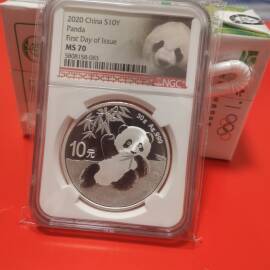 2020 China S10Y
Panda
First Day of Issue
MS 70
NGC
30g Ag.999
10元